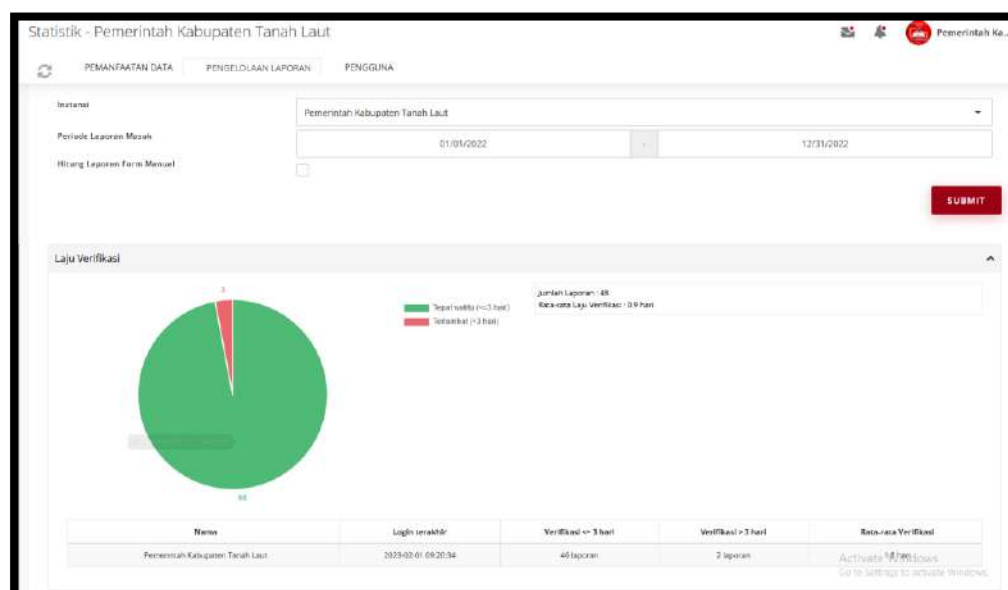 Statistik - Pemerintah Kabupaten Tanah Laut
Pemerintah Ka...
PEMANFAATAN DATA PENGELOLAAN LAPORAN PENGGUNA
Instansi
Pemerintah Kabupaten Tanah Laut
Periode Laporan Masuk
01/01/2022 - 12/31/2022
Hitung Laporan Form Manual
SUBMIT
Laju Verifikasi
3
Tepat waktu (<=3 hari)
Terlambat (>3 hari)
Jumlah Laporan : 48
Rata-rata Laju Verifikasi : 0.9 hari
Nama Login terakhir Verifikasi <= 3 hari Verifikasi > 3 hari Rata-rata Verifikasi
Pemerintah Kabupaten Tanah Laut 2023-02-01 09:20:34 46 laporan 2 laporan hari
Activate Windows
Go to Settings to activate Windows.